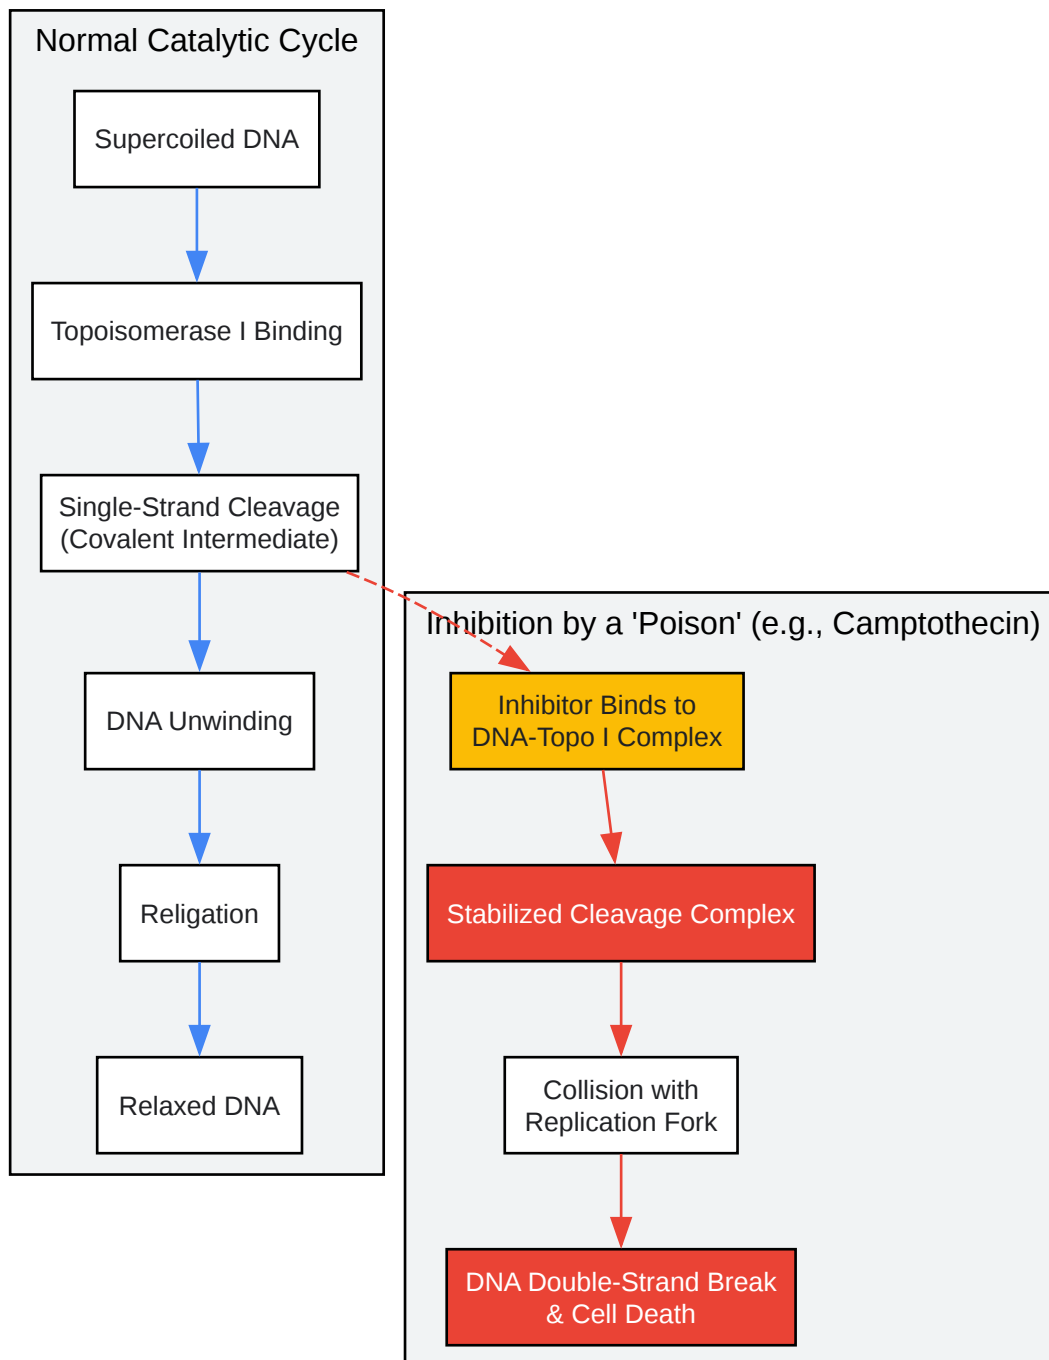 Normal Catalytic Cycle
Supercoiled DNA
Topoisomerase I Binding
Single-Strand Cleavage
(Covalent Intermediate)
DNA Unwinding
Religation
Relaxed DNA
Inhibition by a 'Poison' (e.g., Camptothecin)
Inhibitor Binds to
DNA-Topo I Complex
Stabilized Cleavage Complex
Collision with
Replication Fork
DNA Double-Strand Break
& Cell Death